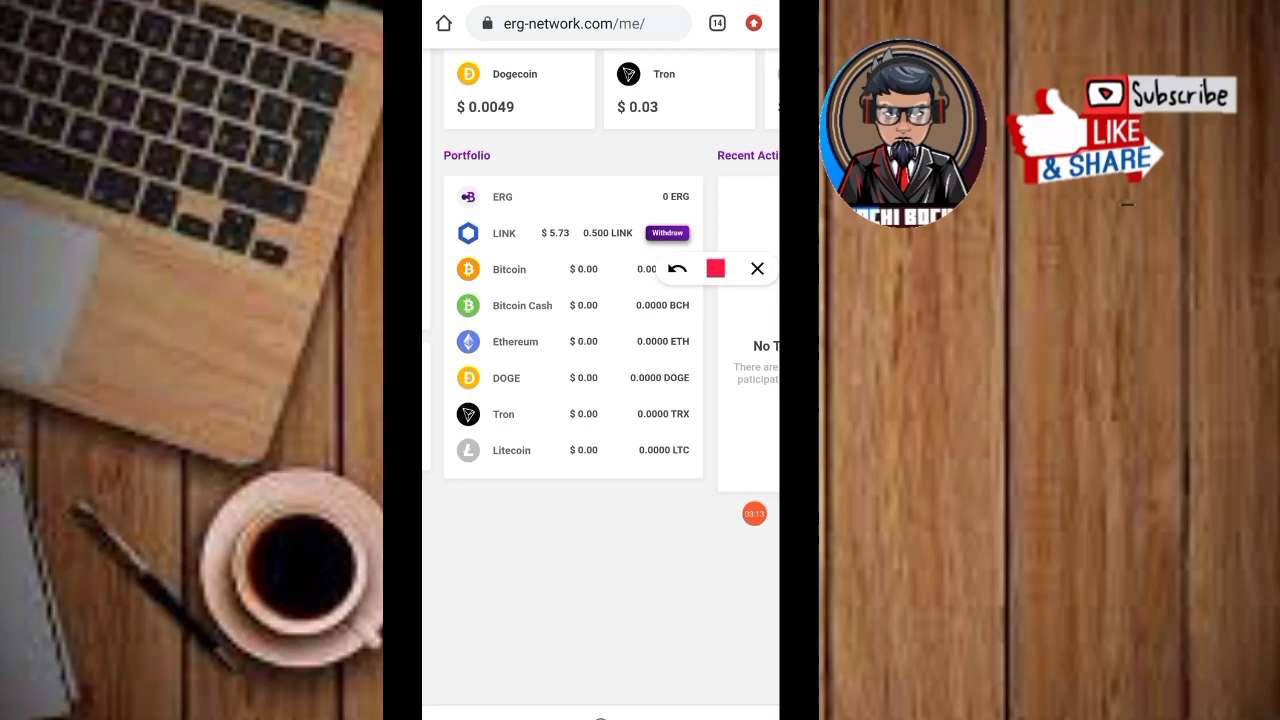 erg-network.com/me/
14
Dogecoin
$ 0.0049
Tron
$ 0.03
Portfolio
ERG 0 ERG
LINK $ 5.73 0.500 LINK Withdraw
Bitcoin $ 0.00 0.00
Bitcoin Cash $ 0.00 0.0000 BCH
Ethereum $ 0.00 0.0000 ETH
DOGE $ 0.00 0.0000 DOGE
Tron $ 0.00 0.0000 TRX
Litecoin $ 0.00 0.0000 LTC
Recent Acti
No T
There are
paticipat
03:13
Subscribe
LIKE
& SHARE